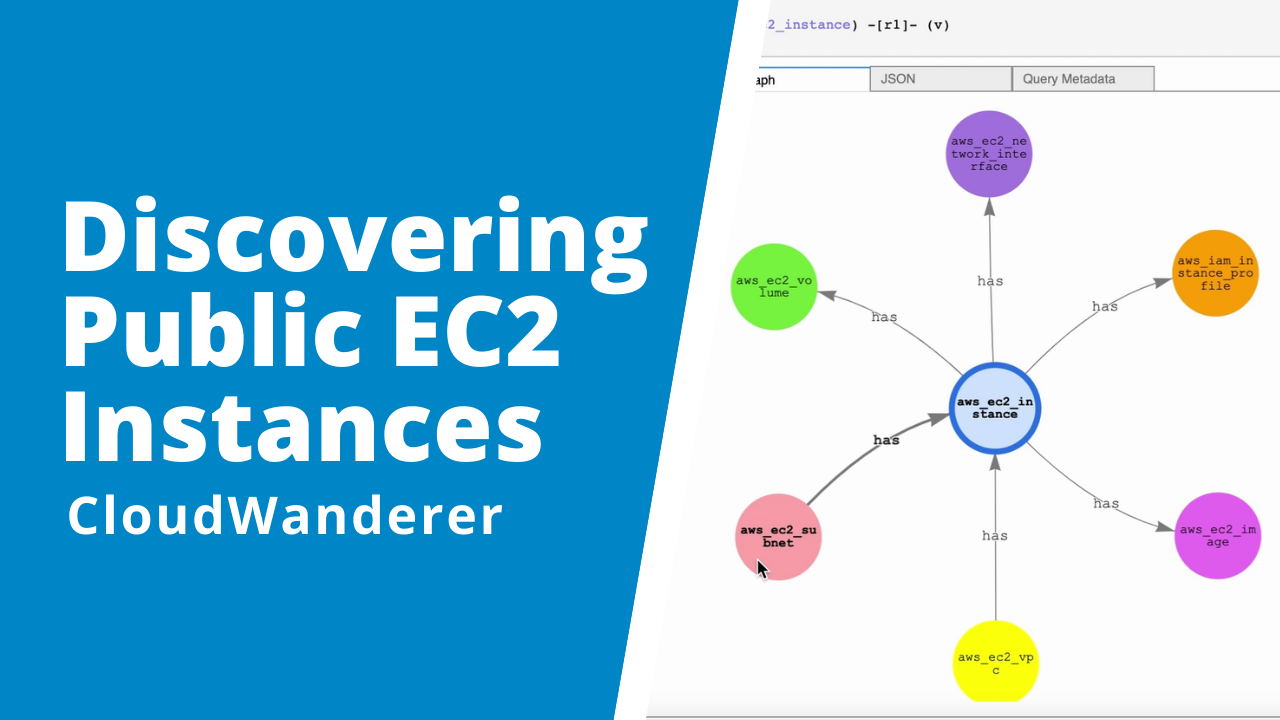 Discovering
Public EC2
Instances
CloudWanderer
2_instance) -[r1]- (v)
aph
JSON
Query Metadata
aws_ec2_ne
twork_inte
rface
aws_ec2_vo
lume
aws_iam_in
stance_pro
file
has
has
has
aws_ec2_in
stance
has
aws_ec2_su
bnet
has
has
aws_ec2_im
age
aws_ec2_vp
c